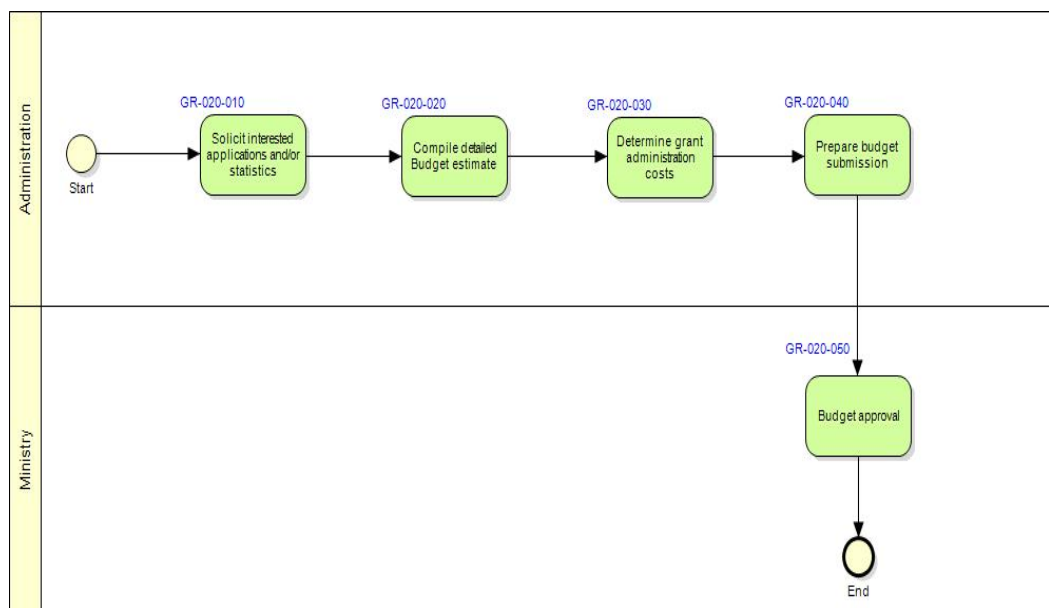 Administration
GR-020-010
Solicit interested
applications and/or
statistics
GR-020-020
Compile detailed
Budget estimate
GR-020-030
Determine grant
administration
costs
GR-020-040
Prepare budget
submission
Start
Ministry
GR-020-050
Budget approval
End